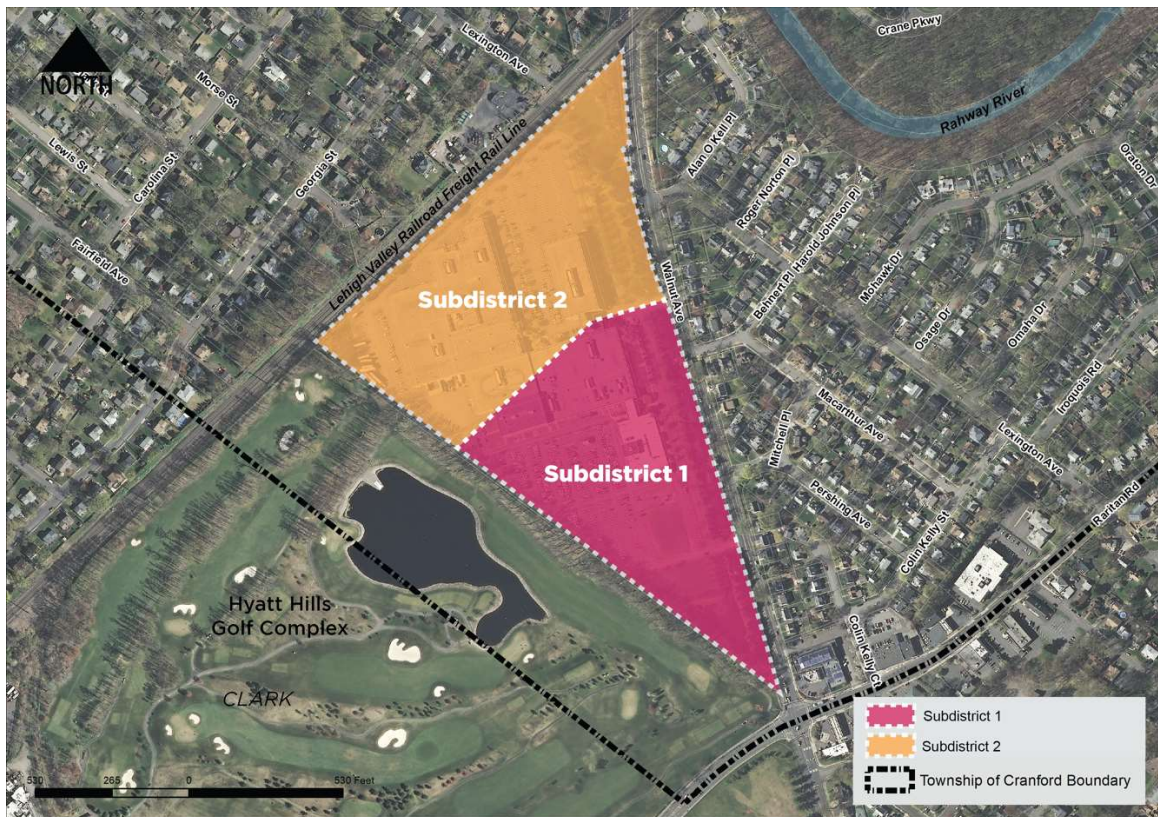 NORTH
Morse St
Lewis St
Carolina St
Georgia St
Fairfield Ave
Lexington Ave
Lehigh Valley Railroad Freight Rail Line
Crane Pkwy
Rahway River
Alan O Kell Pl
Roger Norton Pl
Behnert Pl
Harold Johnson Pl
Oraton Dr
Mohawk Dr
Osage Dr
Omaha Dr
Iroquois Rd
Walnut Ave
Subdistrict 2
Subdistrict 1
Macarthur Ave
Lexington Ave
Mitchell Pl
Pershing Ave
Colin Kelly St
Raritan Rd
Colin Kelly Ct
Hyatt Hills
Golf Complex
CLARK
530 265 0 530 Feet
Subdistrict 1
Subdistrict 2
Township of Cranford Boundary